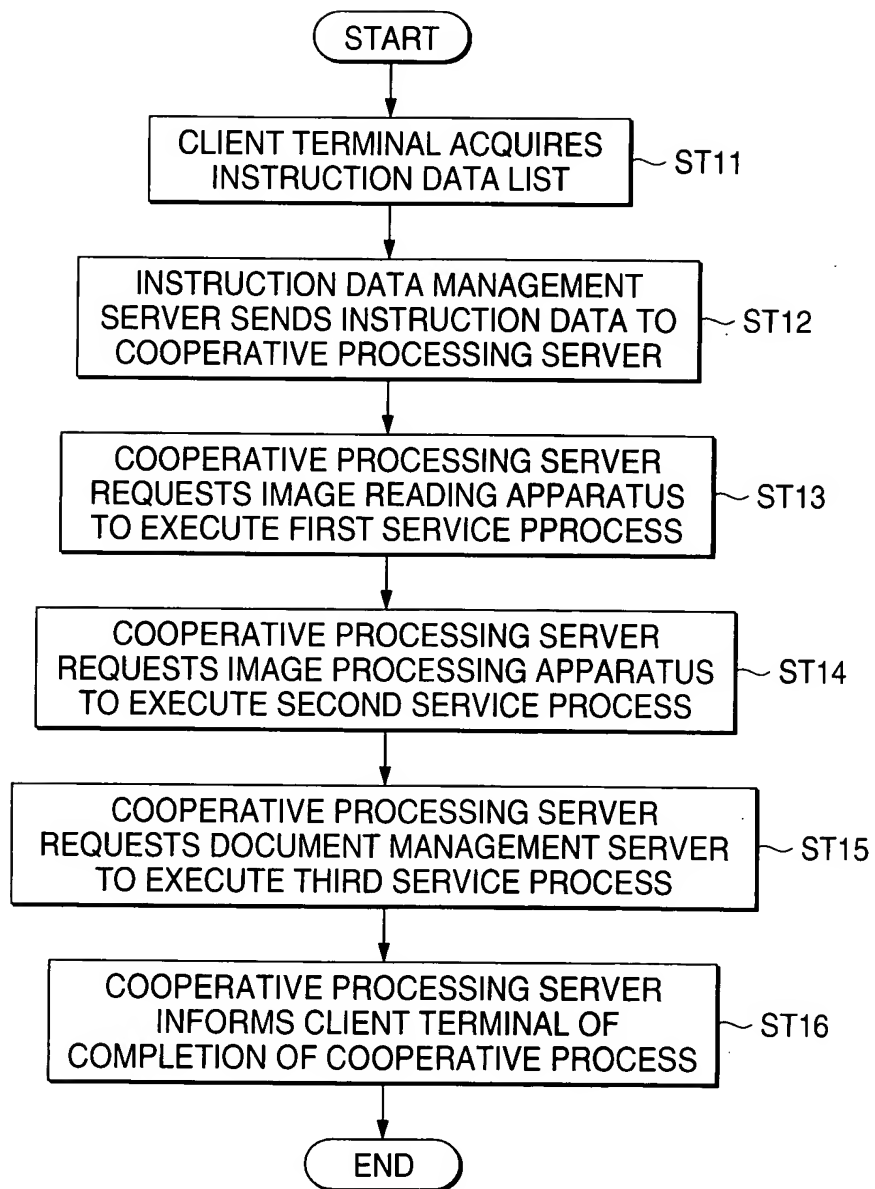 START
CLIENT TERMINAL ACQUIRES
INSTRUCTION DATA LIST
ST11
INSTRUCTION DATA MANAGEMENT
SERVER SENDS INSTRUCTION DATA TO
COOPERATIVE PROCESSING SERVER
ST12
COOPERATIVE PROCESSING SERVER
REQUESTS IMAGE READING APPARATUS
TO EXECUTE FIRST SERVICE PPROCESS
ST13
COOPERATIVE PROCESSING SERVER
REQUESTS IMAGE PROCESSING APPARATUS
TO EXECUTE SECOND SERVICE PROCESS
ST14
COOPERATIVE PROCESSING SERVER
REQUESTS DOCUMENT MANAGEMENT SERVER
TO EXECUTE THIRD SERVICE PROCESS
ST15
COOPERATIVE PROCESSING SERVER
INFORMS CLIENT TERMINAL OF
COMPLETION OF COOPERATIVE PROCESS
ST16
END